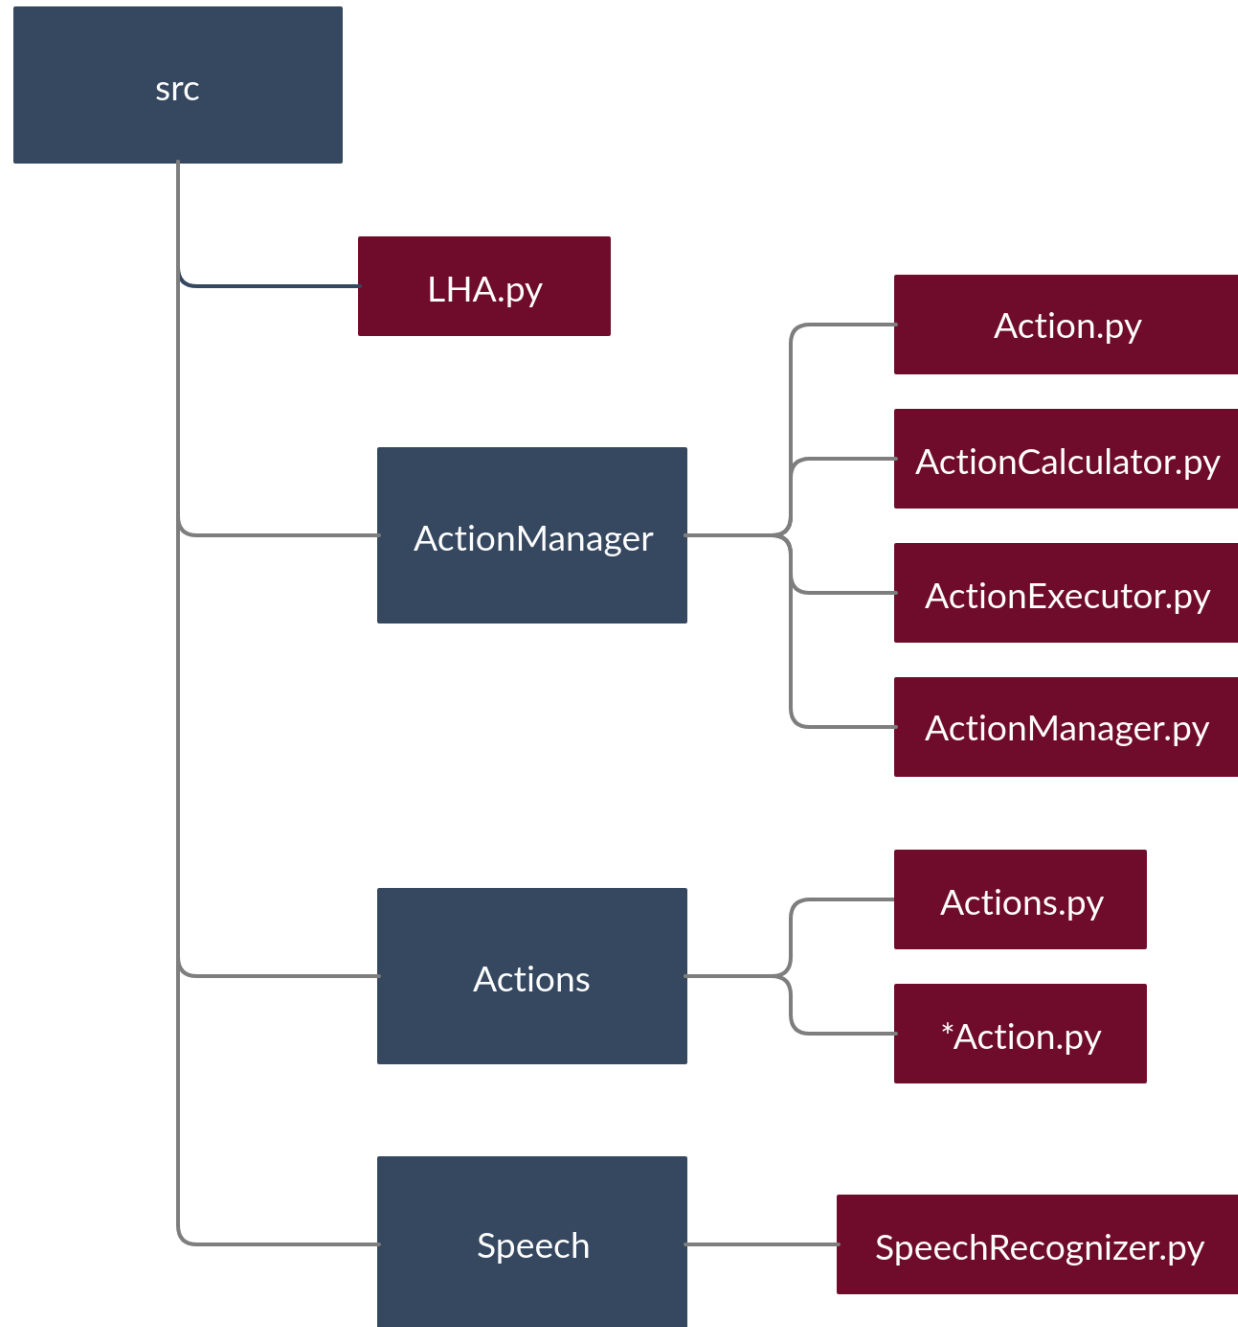 src
LHA.py
ActionManager
Action.py
ActionCalculator.py
ActionExecutor.py
ActionManager.py
Actions
Actions.py
*Action.py
Speech
SpeechRecognizer.py